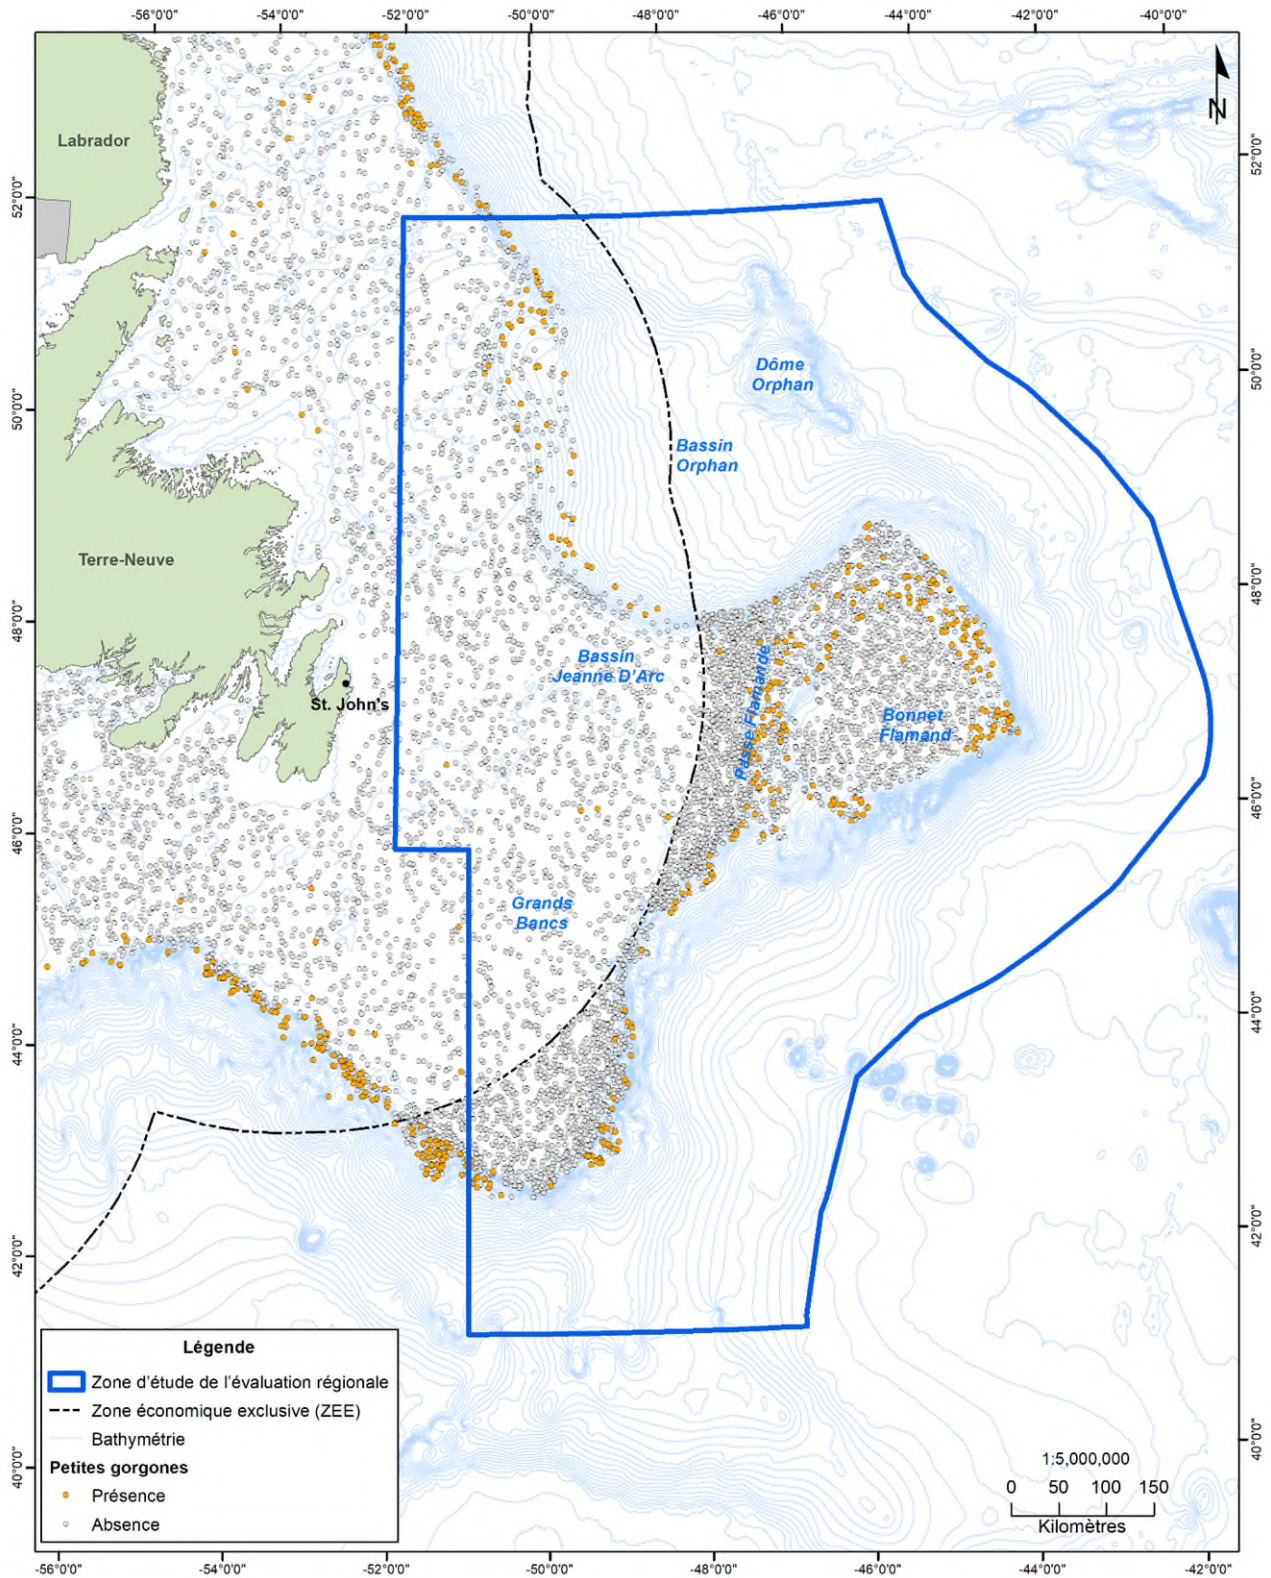 -56°0'0" -54°0'0" -52°0'0" -50°0'0" -48°0'0" -46°0'0" -44°0'0" -42°0'0" -40°0'0"
N
Labrador
52°0'0" 52°0'0"
Dôme
Orphan
50°0'0" 50°0'0"
Bassin
Orphan
Terre-Neuve
48°0'0" 48°0'0"
Bassin
Jeanne D'Arc
Passe Flamande
St. John's
Bonnet
Flamand
46°0'0" 46°0'0"
Grands
Bancs
44°0'0" 44°0'0"
42°0'0" 42°0'0"
40°0'0" 40°0'0"
Légende
Zone d'étude de l'évaluation régionale
Zone économique exclusive (ZEE)
Bathymétrie
Petites gorgones
Présence
Absence
1:5,000,000
0 50 100 150
Kilomètres
-56°0'0" -54°0'0" -52°0'0" -50°0'0" -48°0'0" -46°0'0" -44°0'0" -42°0'0"